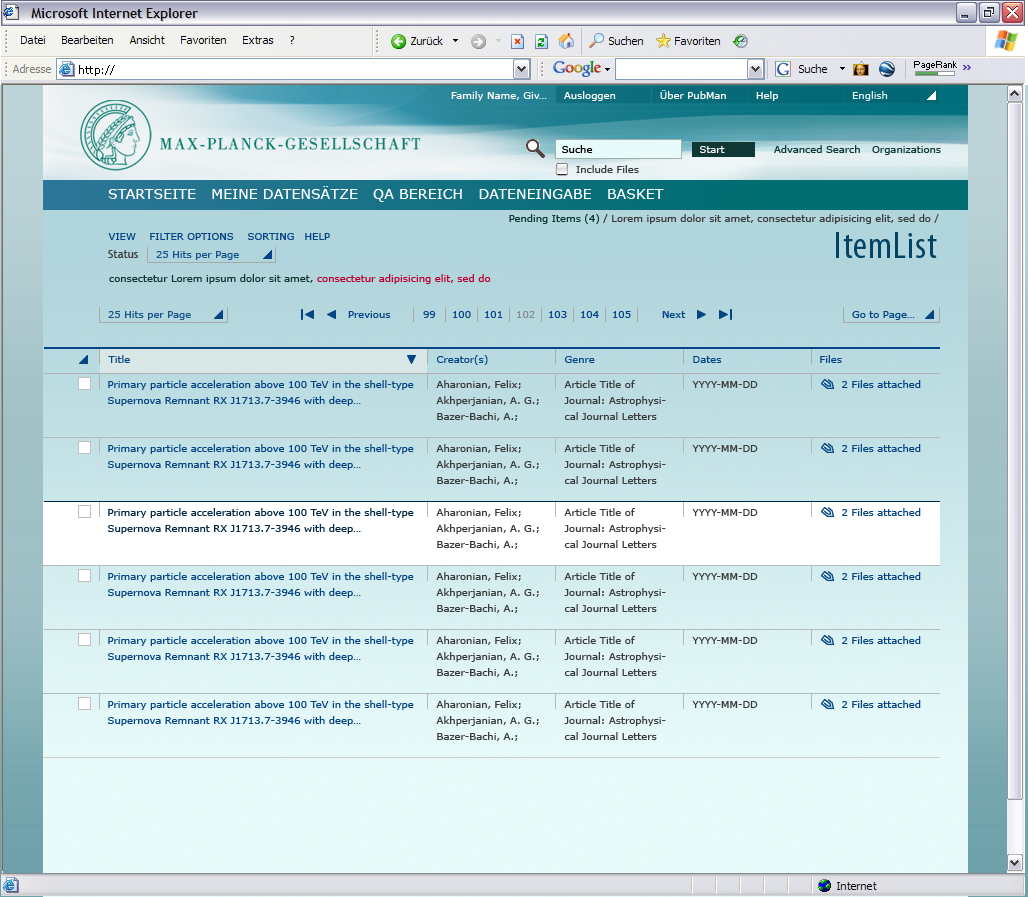 Microsoft Internet Explorer
Datei Bearbeiten Ansicht Favoriten Extras ? Zurück Suchen Favoriten
Adresse http:// Google G Suche PageRank »
Family Name, Giv... Ausloggen Über PubMan Help English
MAX-PLANCK-GESELLSCHAFT
Suche Start Advanced Search Organizations
Include Files
STARTSEITE MEINE DATENSÄTZE QA BEREICH DATENEINGABE BASKET
Pending Items (4) / Lorem ipsum dolor sit amet, consectetur adipisicing elit, sed do /
ItemList
VIEW FILTER OPTIONS SORTING HELP
Status 25 Hits per Page
consectetur Lorem ipsum dolor sit amet, consectetur adipisicing elit, sed do
25 Hits per Page Previous 99 100 101 102 103 104 105 Next Go to Page...
Title Creator(s) Genre Dates Files
Primary particle acceleration above 100 TeV in the shell-type Aharonian, Felix; Article Title of YYYY-MM-DD 2 Files attached
Supernova Remnant RX J1713.7-3946 with deep... Akhperjanian, A. G.; Journal: Astrophysi-
Bazer-Bachi, A.; cal Journal Letters
Primary particle acceleration above 100 TeV in the shell-type Aharonian, Felix; Article Title of YYYY-MM-DD 2 Files attached
Supernova Remnant RX J1713.7-3946 with deep... Akhperjanian, A. G.; Journal: Astrophysi-
Bazer-Bachi, A.; cal Journal Letters
Primary particle acceleration above 100 TeV in the shell-type Aharonian, Felix; Article Title of YYYY-MM-DD 2 Files attached
Supernova Remnant RX J1713.7-3946 with deep... Akhperjanian, A. G.; Journal: Astrophysi-
Bazer-Bachi, A.; cal Journal Letters
Primary particle acceleration above 100 TeV in the shell-type Aharonian, Felix; Article Title of YYYY-MM-DD 2 Files attached
Supernova Remnant RX J1713.7-3946 with deep... Akhperjanian, A. G.; Journal: Astrophysi-
Bazer-Bachi, A.; cal Journal Letters
Primary particle acceleration above 100 TeV in the shell-type Aharonian, Felix; Article Title of YYYY-MM-DD 2 Files attached
Supernova Remnant RX J1713.7-3946 with deep... Akhperjanian, A. G.; Journal: Astrophysi-
Bazer-Bachi, A.; cal Journal Letters
Primary particle acceleration above 100 TeV in the shell-type Aharonian, Felix; Article Title of YYYY-MM-DD 2 Files attached
Supernova Remnant RX J1713.7-3946 with deep... Akhperjanian, A. G.; Journal: Astrophysi-
Bazer-Bachi, A.; cal Journal Letters
Internet